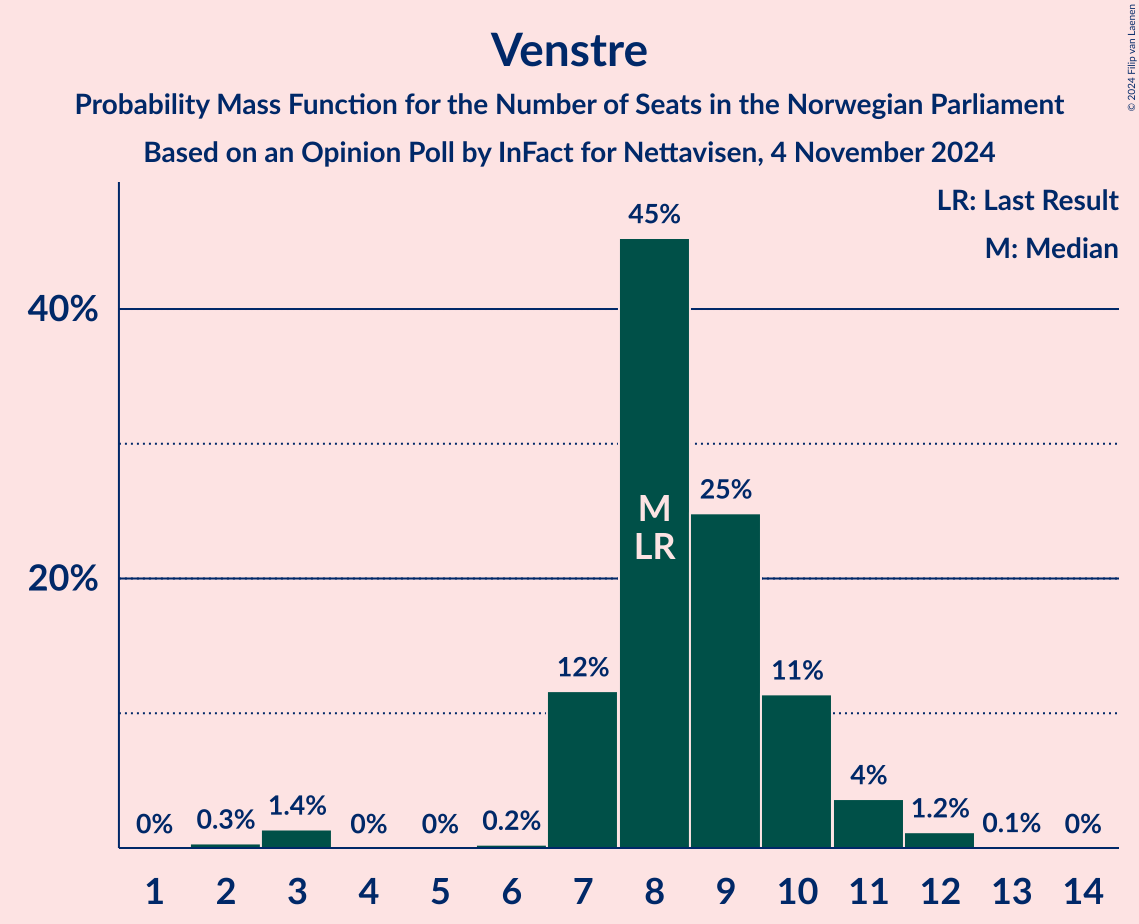 Venstre
Probability Mass Function for the Number of Seats in the Norwegian Parliament
Based on an Opinion Poll by InFact for Nettavisen, 4 November 2024
© 2024 Filip van Laenen
LR: Last Result
M: Median
40%
20%
0%
0.3%
1.4%
0%
0%
0.2%
12%
45%
25%
11%
4%
1.2%
0.1%
0%
M
LR
1 2 3 4 5 6 7 8 9 10 11 12 13 14